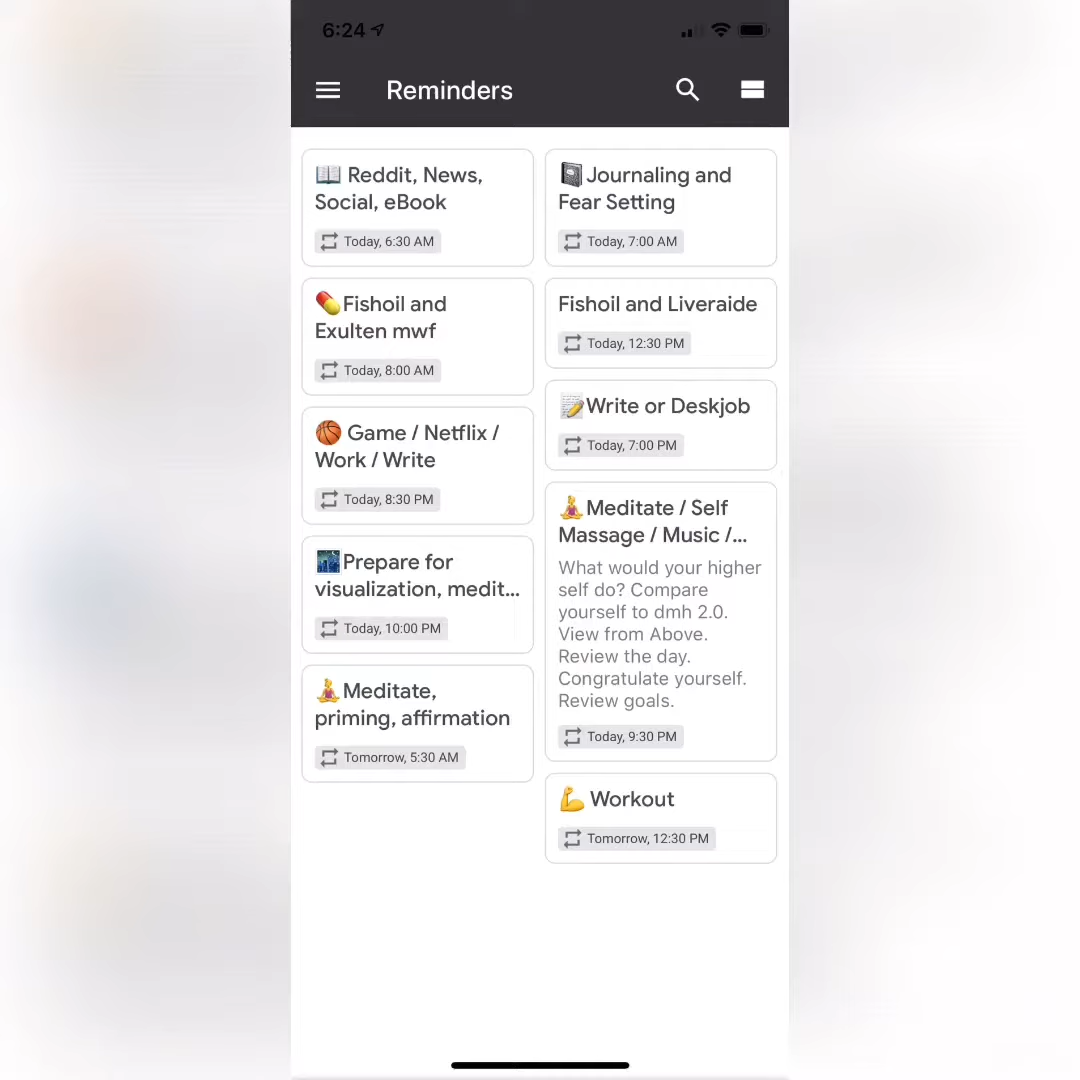 6:24
Reminders
Reddit, News,
Social, eBook
Today, 6:30 AM
Journaling and
Fear Setting
Today, 7:00 AM
Fishoil and
Exulten mwf
Today, 8:00 AM
Fishoil and Liveraide
Today, 12:30 PM
Write or Deskjob
Today, 7:00 PM
Game / Netflix /
Work / Write
Today, 8:30 PM
Meditate / Self
Massage / Music /...
What would your higher
self do? Compare
yourself to dmh 2.0.
View from Above.
Review the day.
Congratulate yourself.
Review goals.
Today, 9:30 PM
Prepare for
visualization, medit...
Today, 10:00 PM
Meditate,
priming, affirmation
Tomorrow, 5:30 AM
Workout
Tomorrow, 12:30 PM